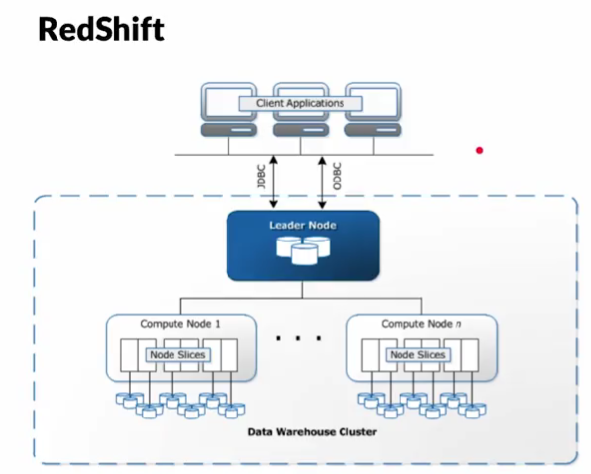 RedShift
Client Applications
JDBC
ODBC
Leader Node
Compute Node 1
Compute Node n
Node Slices
Node Slices
Data Warehouse Cluster